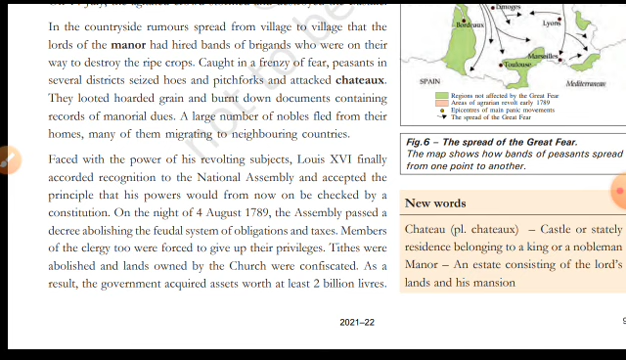 In the countryside rumours spread from village to village that the
lords of the manor had hired bands of brigands who were on their
way to destroy the ripe crops. Caught in a frenzy of fear, peasants in
several districts seized hoes and pitchforks and attacked chateaux.
They looted hoarded grain and burnt down documents containing
records of manorial dues. A large number of nobles fled from their
homes, many of them migrating to neighbouring countries.
Faced with the power of his revolting subjects, Louis XVI finally
accorded recognition to the National Assembly and accepted the
principle that his powers would from now on be checked by a
constitution. On the night of 4 August 1789, the Assembly passed a
decree abolishing the feudal system of obligations and taxes. Members
of the clergy too were forced to give up their privileges. Tithes were
abolished and lands owned by the Church were confiscated. As a
result, the government acquired assets worth at least 2 billion livres.
2021–22
Limoges
Bordeaux
Lyons
Marseilles
Toulouse
SPAIN
Mediterranean
Regions not affected by the Great Fear
Areas of agrarian revolt early 1789
Epicentres of main panic movements
The spread of the Great Fear
Fig.6 – The spread of the Great Fear.
The map shows how bands of peasants spread
from one point to another.
New words
Chateau (pl. chateaux) – Castle or stately
residence belonging to a king or a nobleman
Manor – An estate consisting of the lord's
lands and his mansion